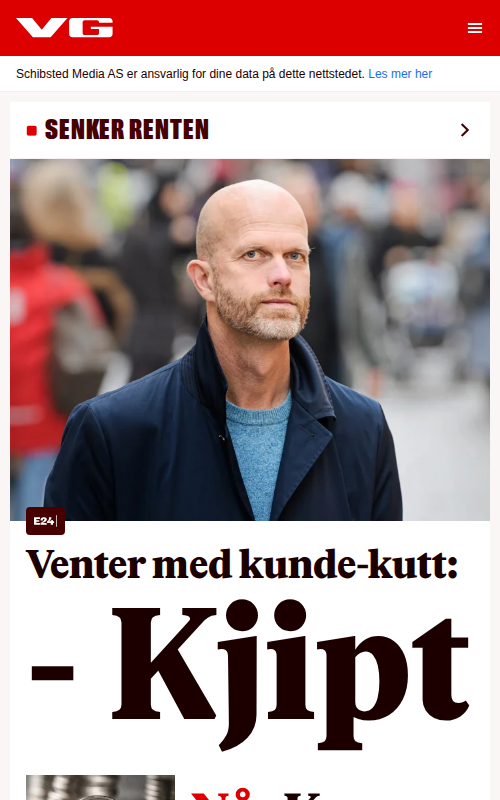 VG
Schibsted Media AS er ansvarlig for dine data på dette nettstedet. Les mer her
SENKER RENTEN
E24
Venter med kunde-kutt:
- Kjipt